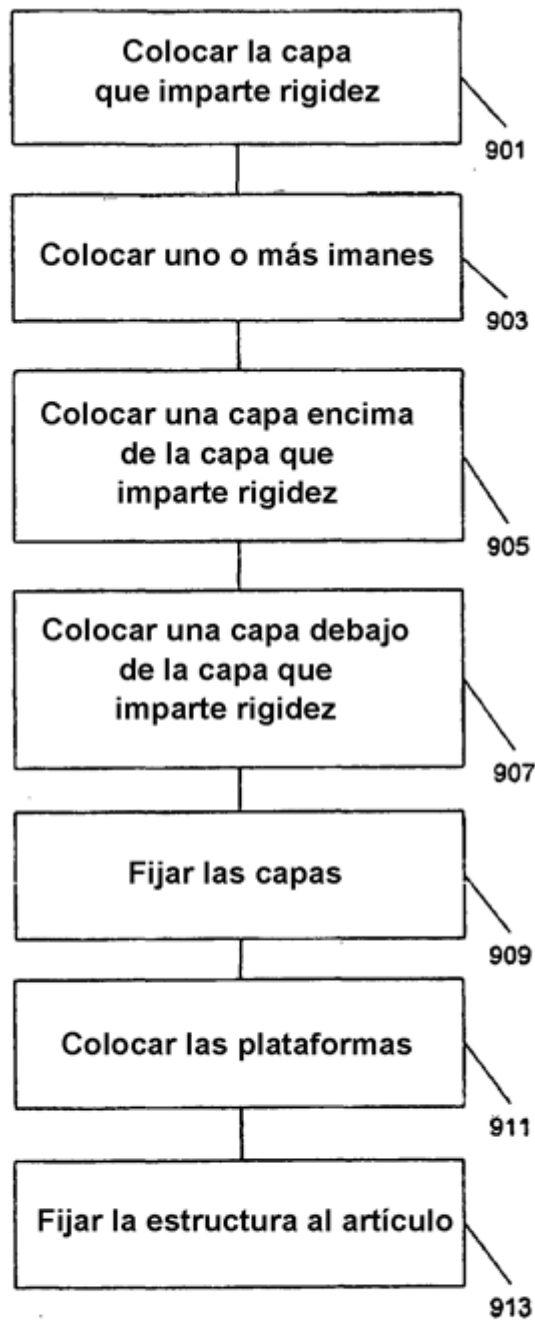 Colocar la capa
que imparte rigidez
901
Colocar uno o más imanes
903
Colocar una capa encima
de la capa que
imparte rigidez
905
Colocar una capa debajo
de la capa que
imparte rigidez
907
Fijar las capas
909
Colocar las plataformas
911
Fijar la estructura al artículo
913